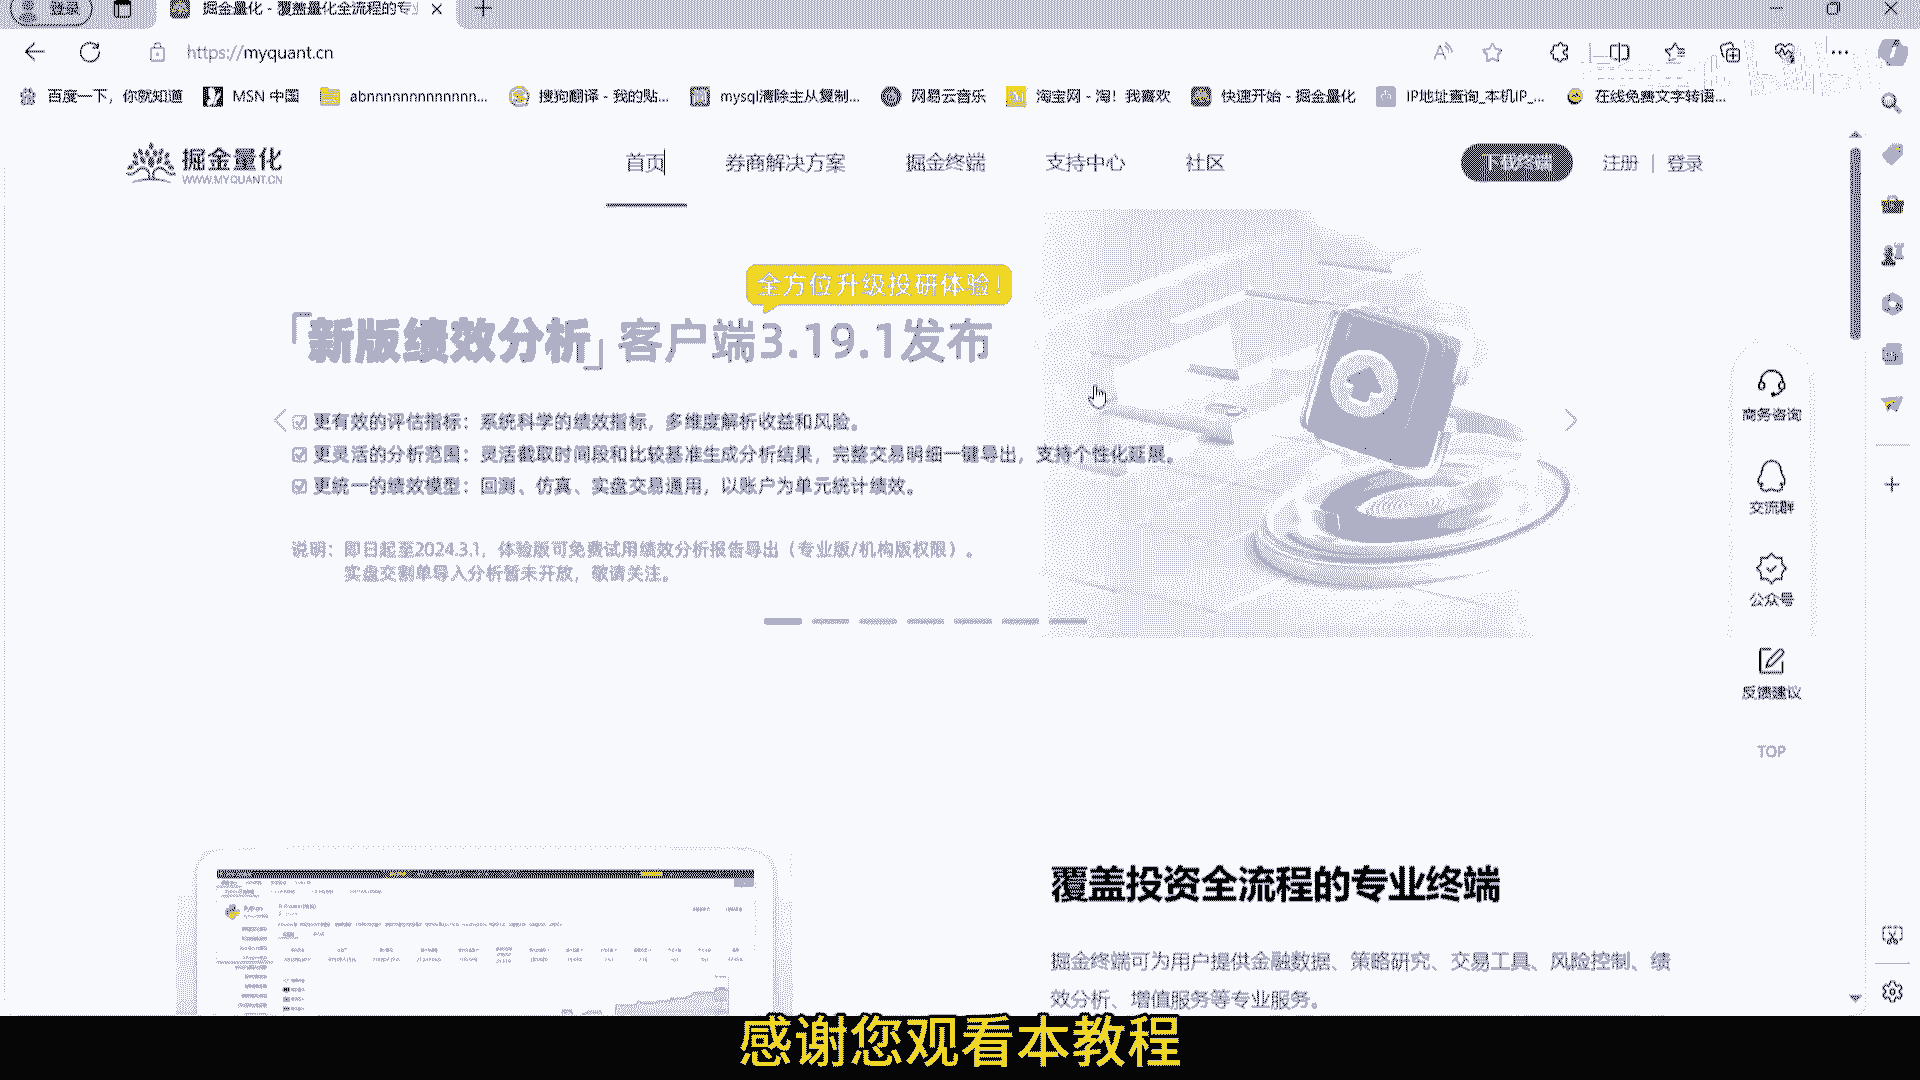 登录
掘金量化 - 覆盖量化全流程的专业
https://myquant.cn
百度一下，你就知道
MSN 中国
abnnnnnnnnnnnnn...
搜狗翻译 - 我的贴...
mysql清除主从复制...
网易云音乐
淘宝网 - 淘！我喜欢
快速开始 - 掘金量化
IP地址查询_本机IP_...
在线免费文字转语...
掘金量化
WWW.MYQUANT.CN
首页
券商解决方案
掘金终端
支持中心
社区
下载终端
注册 | 登录
全方位升级投研体验！
「新版绩效分析」客户端3.19.1发布
更有效的评估指标：系统科学的绩效指标，多维度解析收益和风险。
更灵活的分析范围：灵活截取时间段和比较基准生成分析结果，完整交易明细一键导出，支持个性化延展。
更统一的绩效模型：回测、仿真、实盘交易通用，以账户为单元统计绩效。
说明：即日起至2024.3.1，体验版可免费试用绩效分析报告导出（专业版/机构版权限）。
实盘交割单导入分析暂未开放，敬请关注。
商务咨询
交流群
公众号
反馈建议
TOP
覆盖投资全流程的专业终端
掘金终端可为用户提供金融数据、策略研究、交易工具、风险控制、绩
效分析、增值服务等专业服务。
感谢您观看本教程